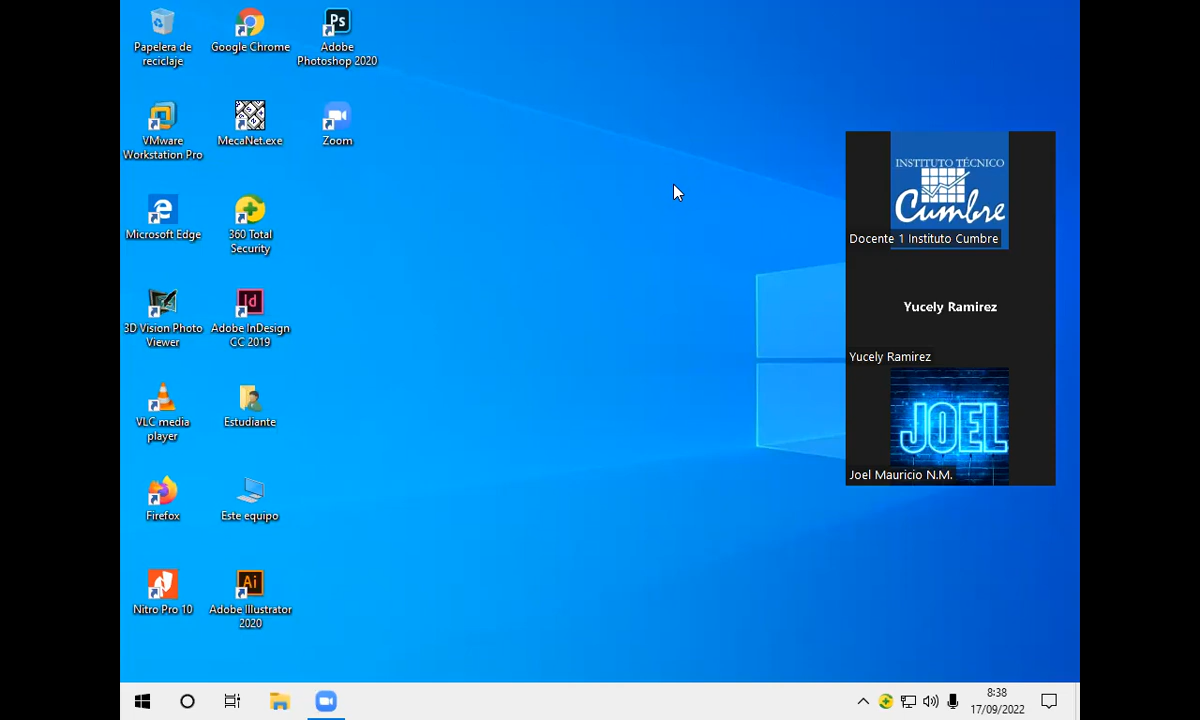 Papelera de
reciclaje
Google Chrome
Ps
Adobe
Photoshop 2020
VMware
Workstation Pro
MecaNet.exe
Zoom
Microsoft Edge
360 Total
Security
3D Vision Photo
Viewer
Id
Adobe InDesign
CC 2019
VLC media
player
Estudiante
Firefox
Este equipo
Nitro Pro 10
Ai
Adobe Illustrator
2020
INSTITUTO TÉCNICO
Cumbre
Docente 1 Instituto Cumbre
Yucely Ramirez
Yucely Ramirez
JOEL
Joel Mauricio N.M.
8:38
17/09/2022